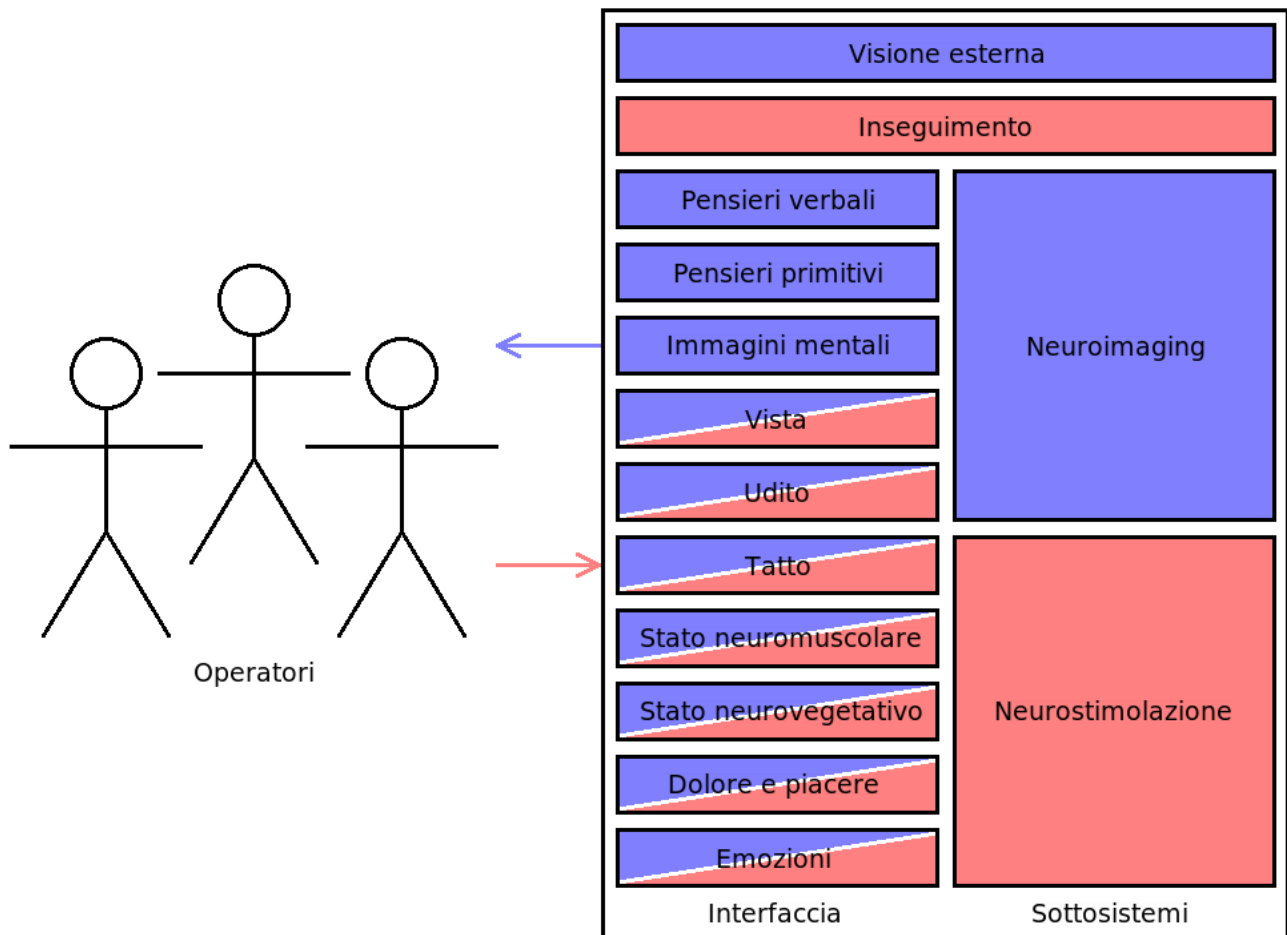 Visione esterna
Inseguimento
Pensieri verbali
Pensieri primitivi
Immagini mentali
Neuroimaging
Vista
Udito
Tatto
Stato neuromuscolare
Stato neurovegetativo
Neurostimolazione
Dolore e piacere
Emozioni
Interfaccia
Sottosistemi
Operatori